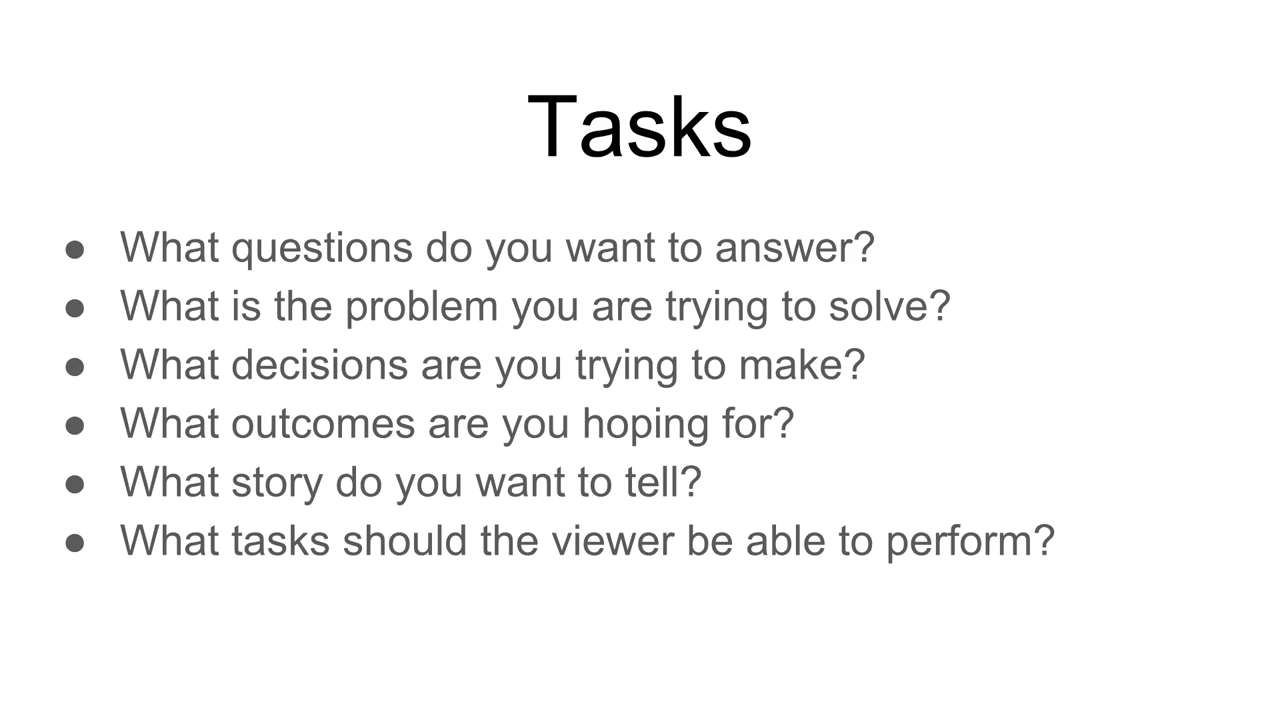 Tasks
● What questions do you want to answer?
● What is the problem you are trying to solve?
● What decisions are you trying to make?
● What outcomes are you hoping for?
● What story do you want to tell?
● What tasks should the viewer be able to perform?